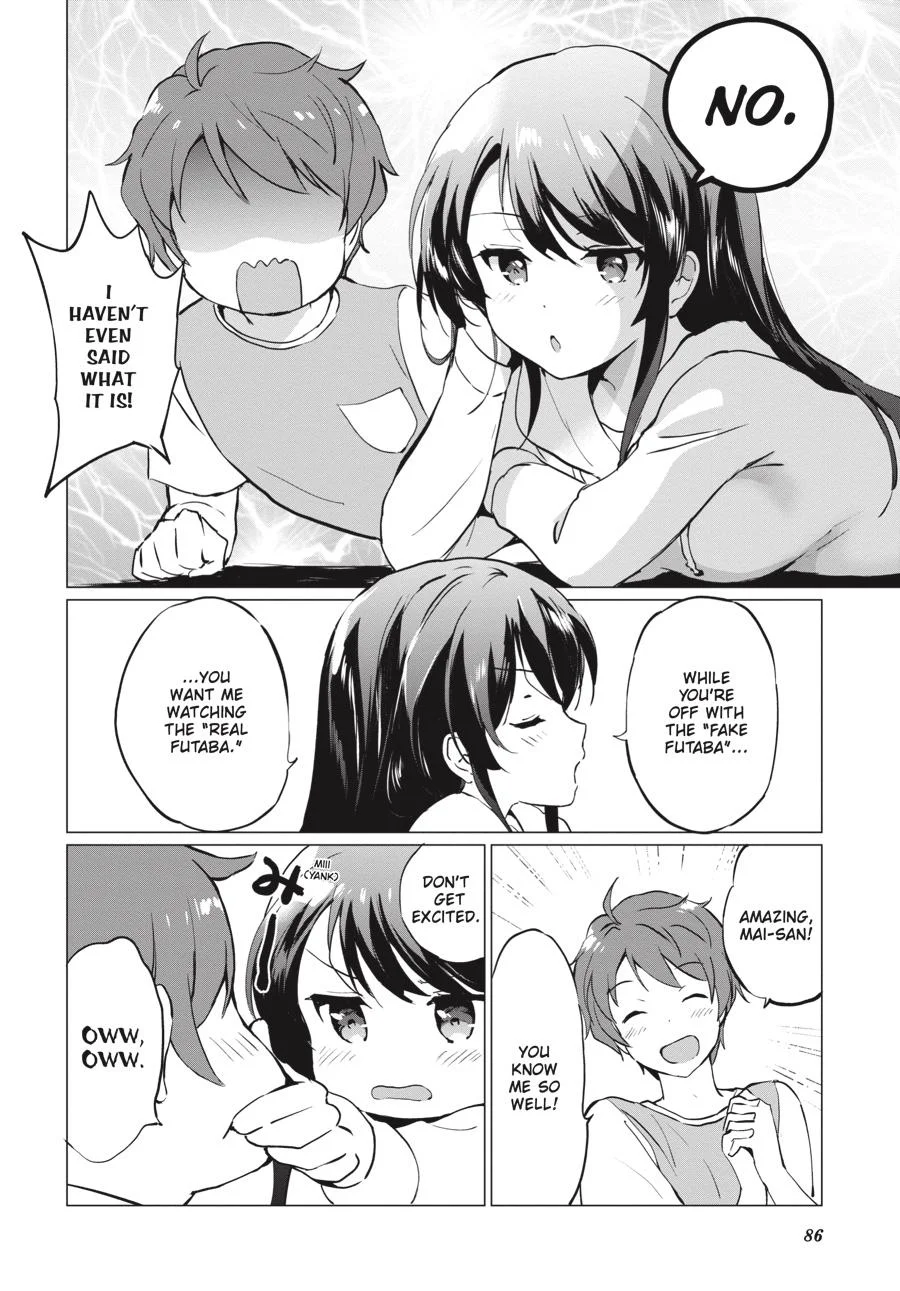 NO.
I
HAVEN'T
EVEN
SAID
WHAT
IT IS!
WHILE
YOU'RE
OFF WITH
THE "FAKE
FUTABA"...
...YOU
WANT ME
WATCHING
THE "REAL
FUTABA."
AMAZING,
MAI-SAN!
YOU
KNOW
ME SO
WELL!
DON'T
GET
EXCITED.
み
MIII
(YANK)
OWW,
OWW.
86